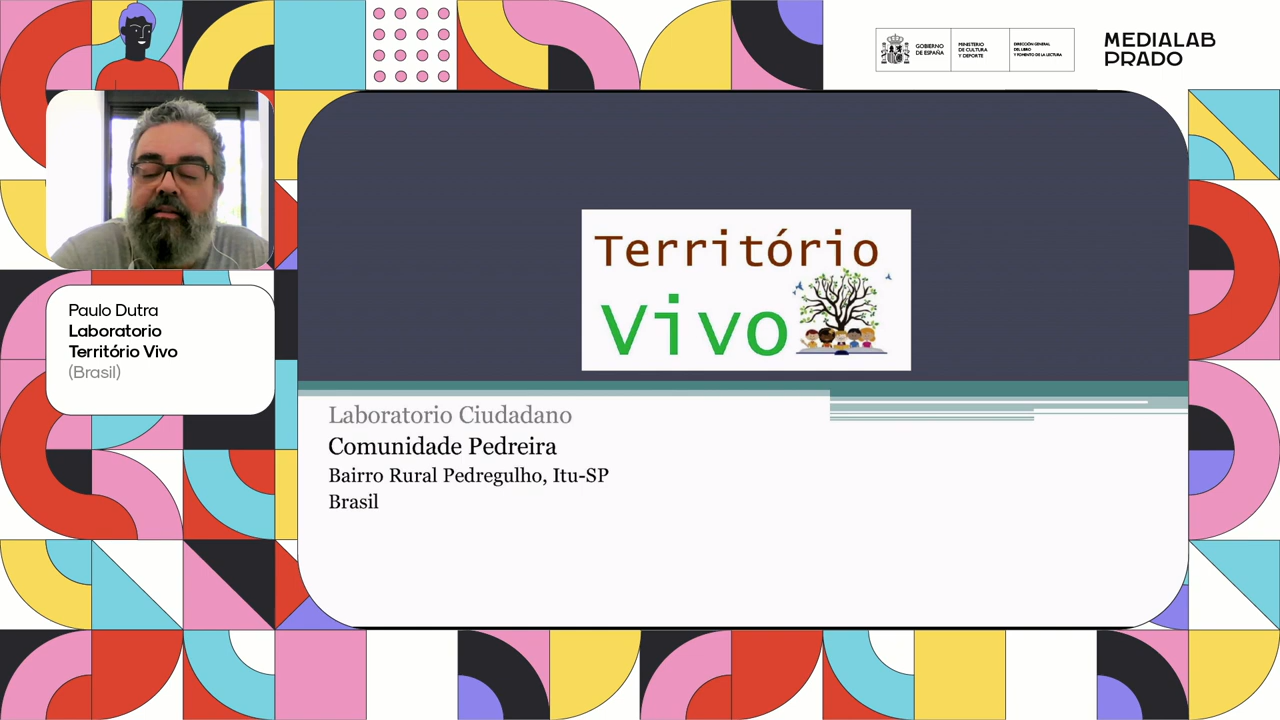 GOBIERNO
DE ESPAÑA
MINISTERIO
DE CULTURA
Y DEPORTE
DIRECCIÓN GENERAL
DEL LIBRO
Y FOMENTO DE LA LECTURA
MEDIALAB
PRADO
Território
Vivo
Paulo Dutra
Laboratorio
Território Vivo
(Brasil)
Laboratorio Ciudadano
Comunidade Pedreira
Bairro Rural Pedregulho, Itu-SP
Brasil